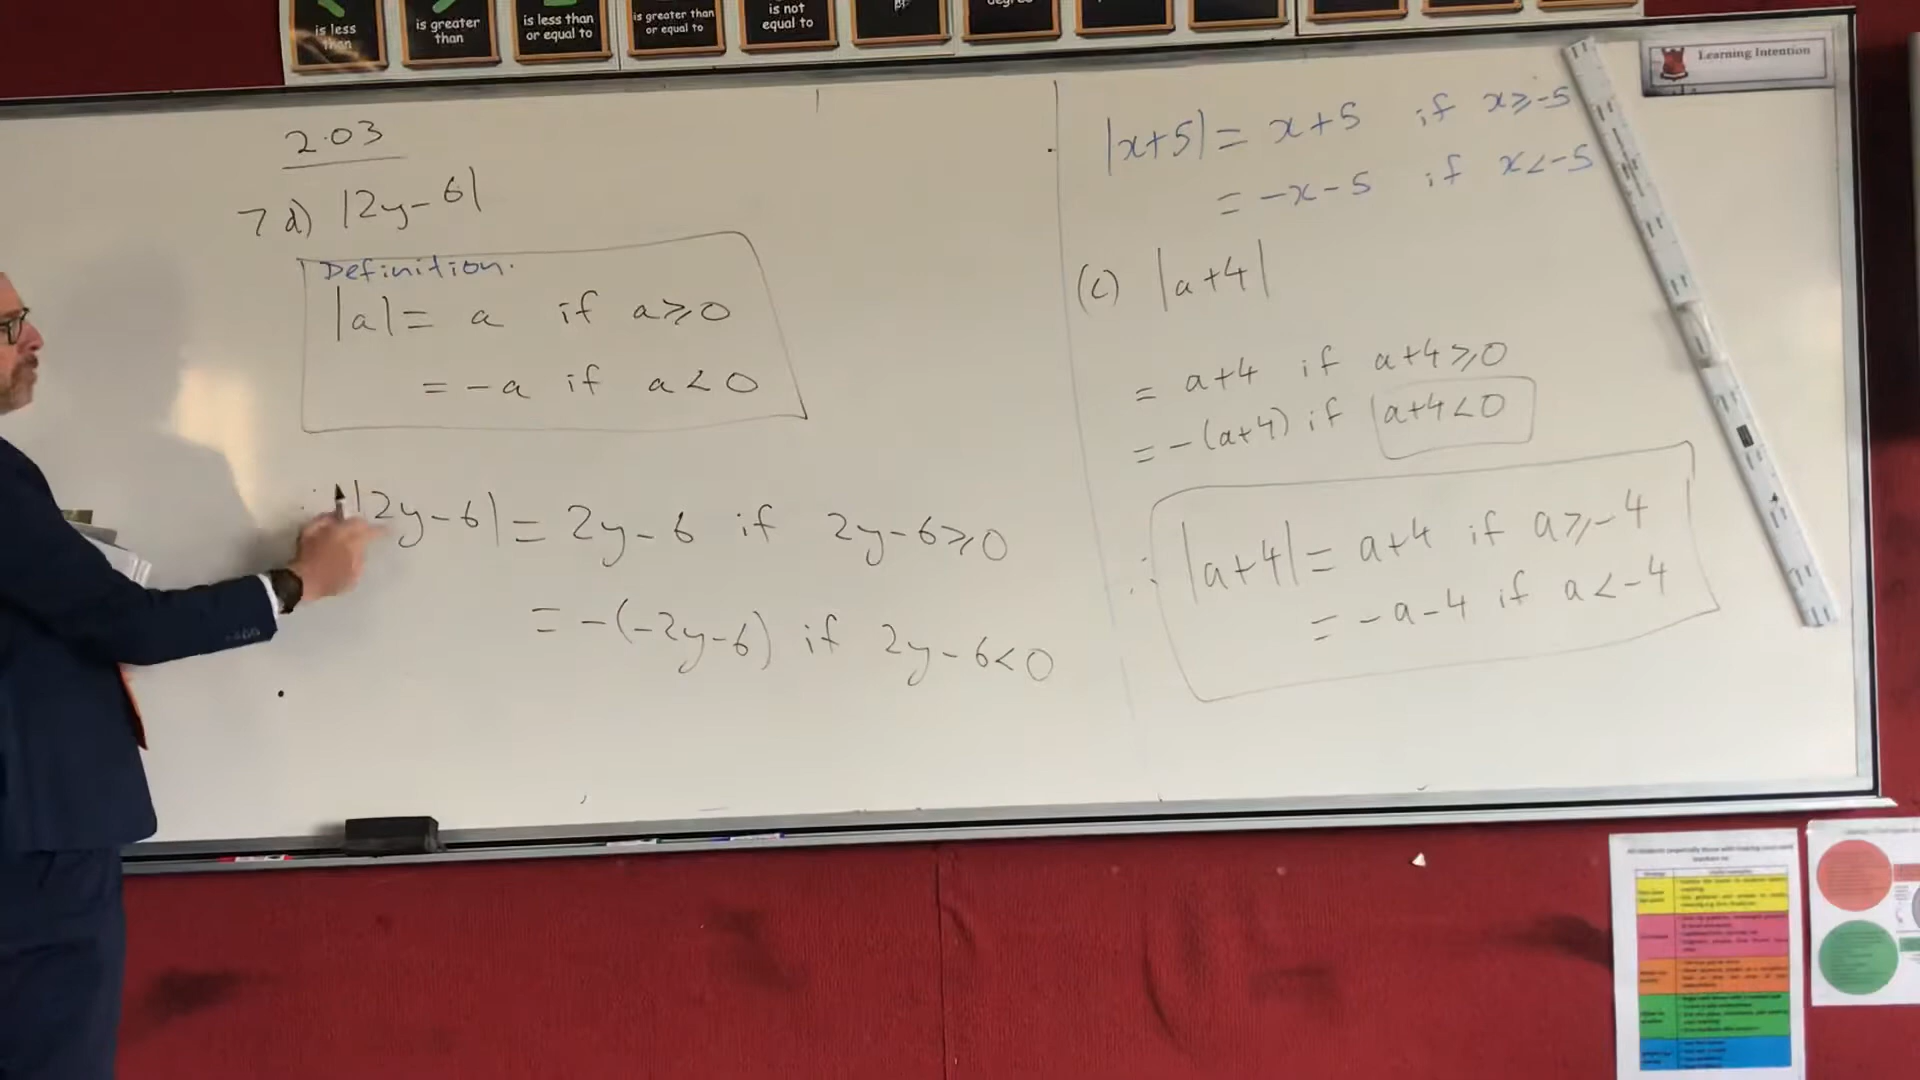 is less than
is greater than
is less than or equal to
is greater than or equal to
is not equal to
Learning Intention
2.03
7 d) |2y-6|
Definition.
|a| = a if a⩾0
= -a if a<0
|2y-6| = 2y-6 if 2y-6⩾0
= -(-2y-6) if 2y-6<0
|x+5| = x+5 if x⩾-5
= -x-5 if x<-5
(c) |a+4|
= a+4 if a+4⩾0
= -(a+4) if a+4<0
∴ |a+4| = a+4 if a⩾-4
= -a-4 if a<-4